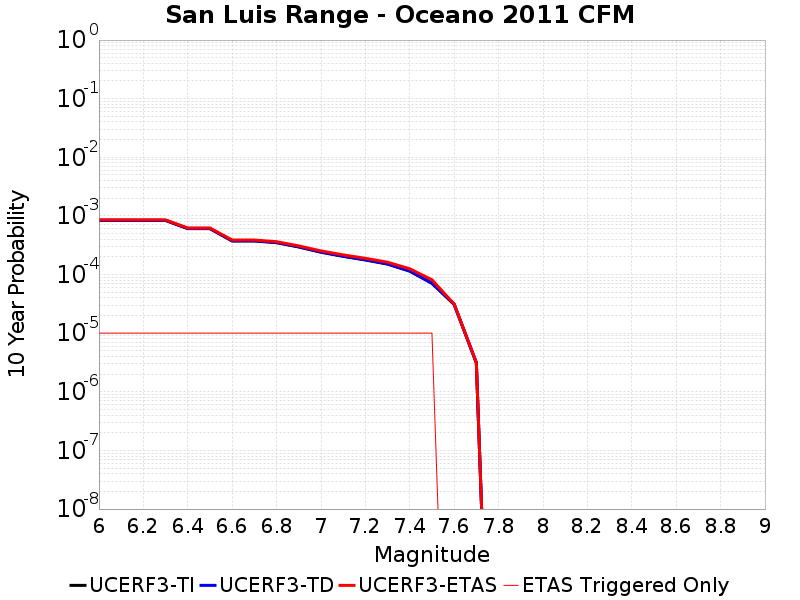 San Luis Range - Oceano 2011 CFM
10^0
10^-1
10^-2
10^-3
10^-4
10^-5
10^-6
10^-7
10^-8
10 Year Probability
6 6.2 6.4 6.6 6.8 7 7.2 7.4 7.6 7.8 8 8.2 8.4 8.6 8.8 9
Magnitude
UCERF3-TI UCERF3-TD UCERF3-ETAS ETAS Triggered Only